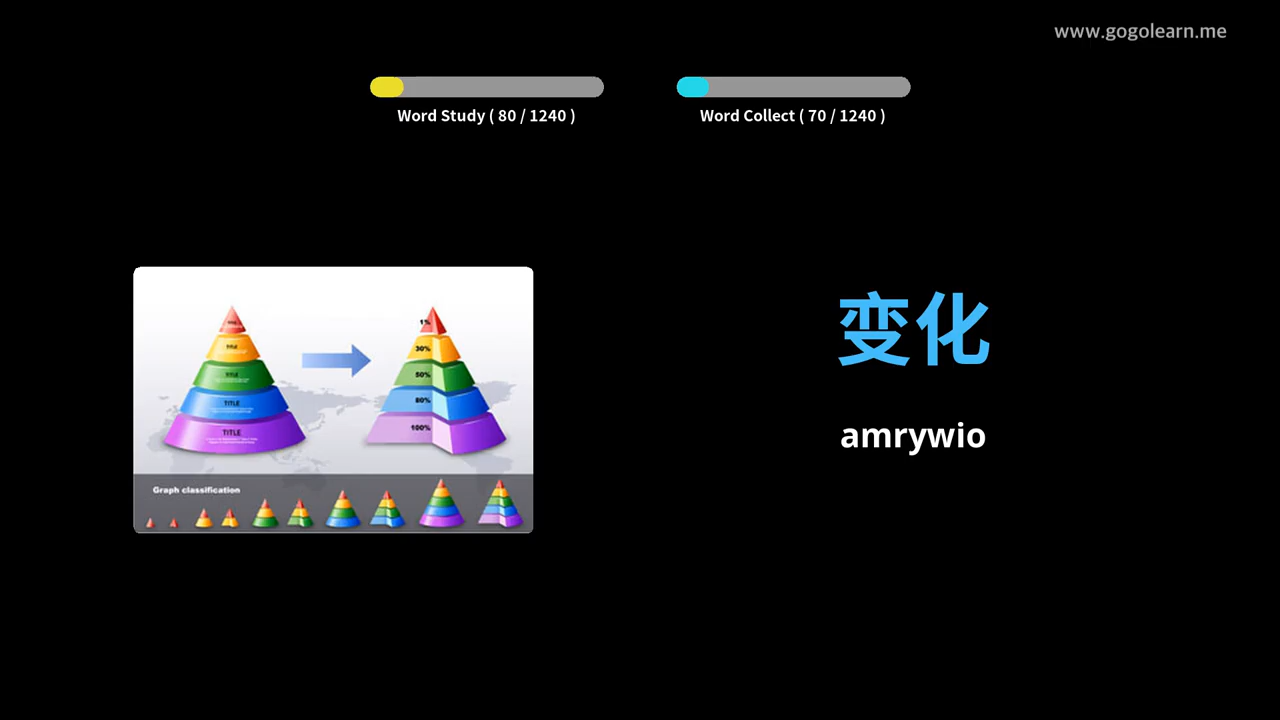 www.gogolearn.me
Word Study ( 80 / 1240 )
Word Collect ( 70 / 1240 )
变化
amrywio
TITLE
TITLE
TITLE
TITLE
1%
30%
50%
80%
100%
Graph classification